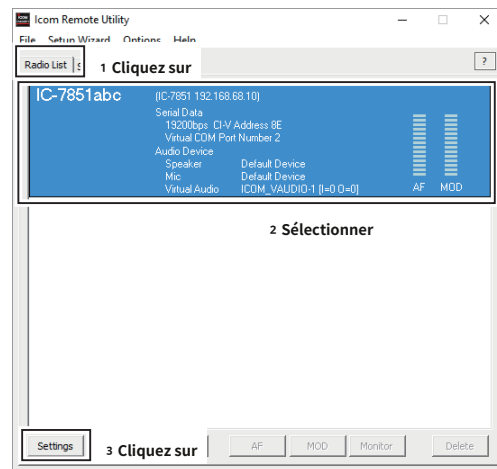 Icom Remote Utility
File Setup Wizard Options Help
Radio List
1 Cliquez sur
?
IC-7851abc (IC-7851 192.168.68.10)
Serial Data
19200bps CI-V Address 8E
Virtual COM Port Number 2
Audio Device
Speaker Default Device
Mic Default Device
Virtual Audio ICOM_VAUDIO-1 [I=0 O=0] AF MOD
2 Sélectionner
Settings 3 Cliquez sur AF MOD Monitor Delete